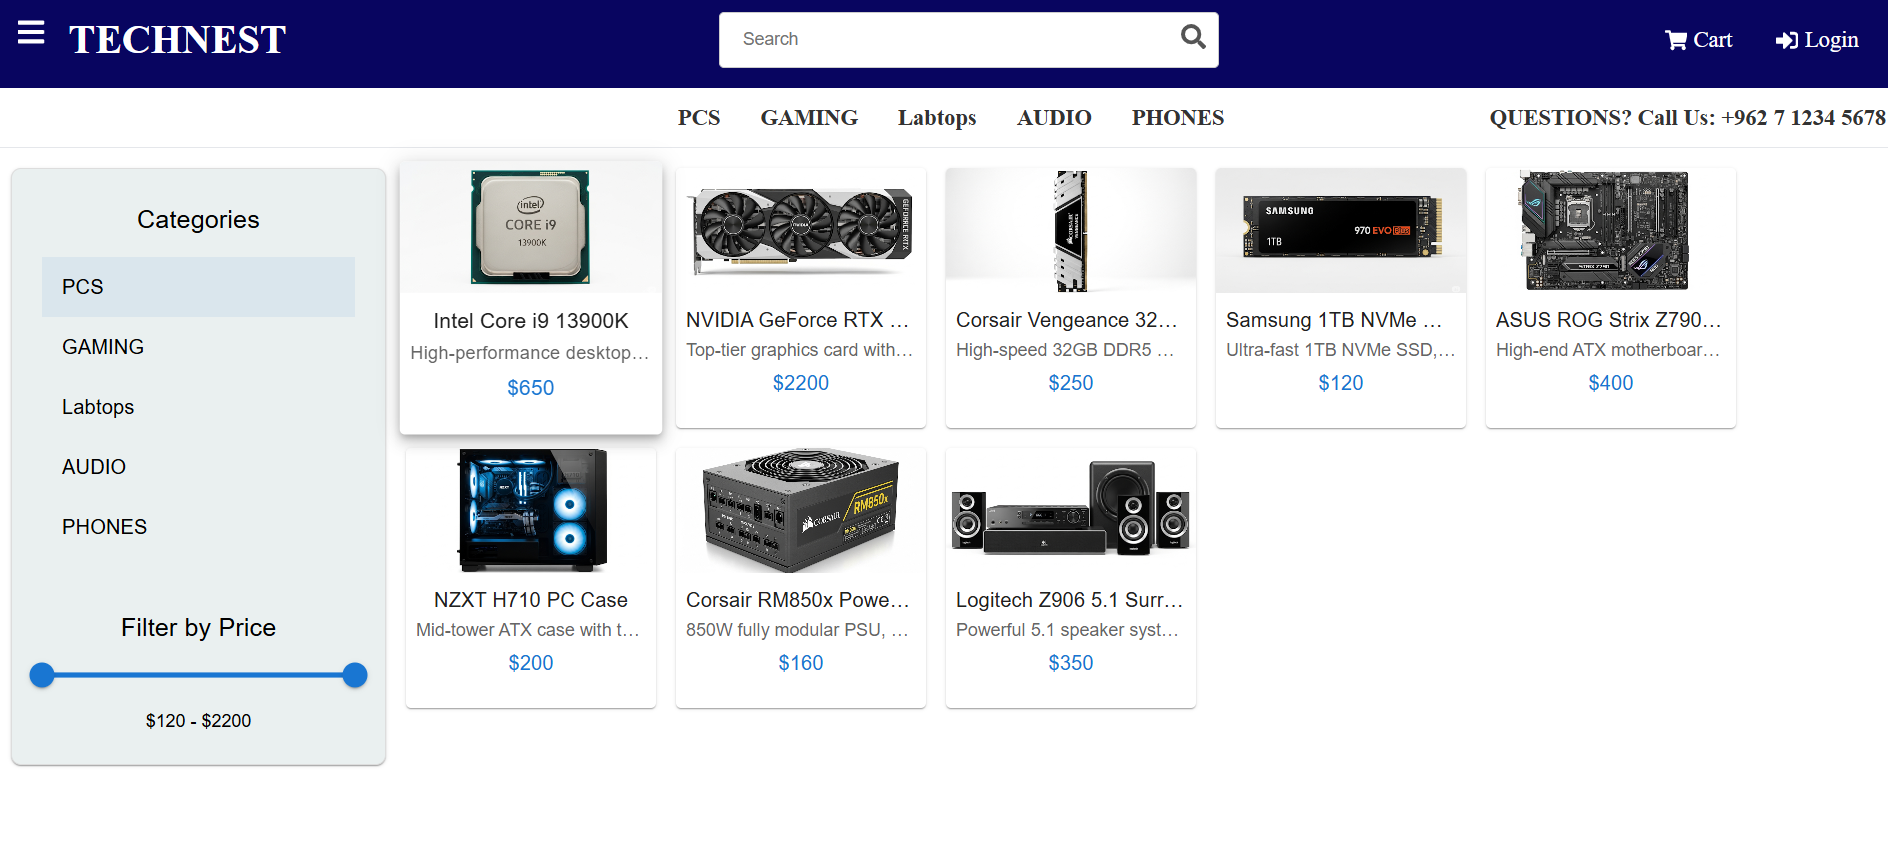 TECHNEST
Search
Cart
Login
PCS
GAMING
Labtops
AUDIO
PHONES
QUESTIONS? Call Us: +962 7 1234 5678
Categories
PCS
GAMING
Labtops
AUDIO
PHONES
Filter by Price
$120 - $2200
intel
CORE i9
13900K
Intel Core i9 13900K
High-performance desktop…
$650
GEFORCE RTX
NVIDIA GeForce RTX …
Top-tier graphics card with…
$2200
CORSAIR
VENGEANCE
Corsair Vengeance 32…
High-speed 32GB DDR5 …
$250
SAMSUNG
970 EVO
1TB
Samsung 1TB NVMe …
Ultra-fast 1TB NVMe SSD,…
$120
STRIX Z790
ASUS ROG Strix Z790…
High-end ATX motherboar…
$400
NZXT H710 PC Case
Mid-tower ATX case with t…
$200
CORSAIR
RM850x
Corsair RM850x Powe…
850W fully modular PSU, …
$160
Logitech Z906 5.1 Surr…
Powerful 5.1 speaker syst…
$350